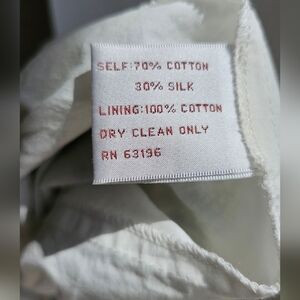 SELF:70% COTTON
30% SILK
LINING:100% COTTON
DRY CLEAN ONLY
RN 63196